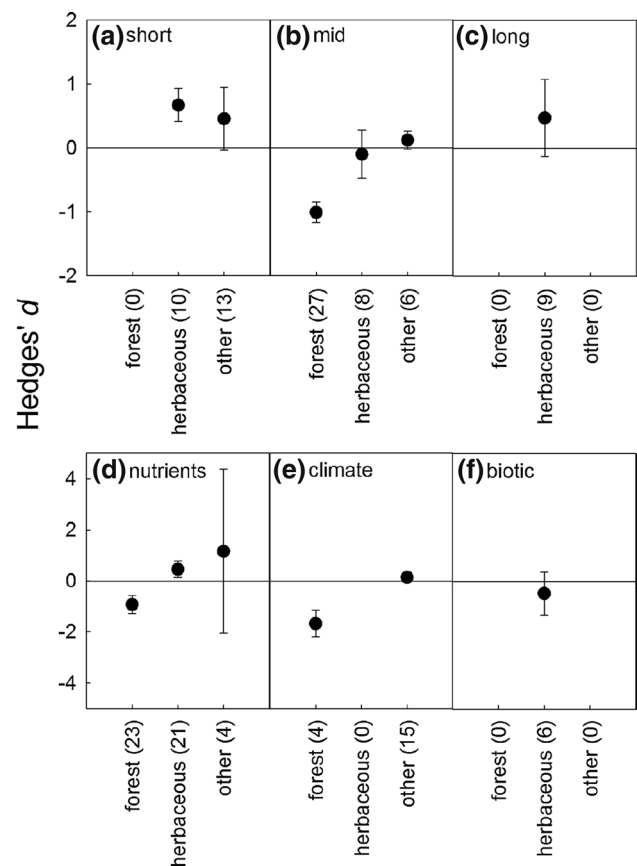 (a) short
(b) mid
(c) long
2
1
0
-1
-2
forest (0)
herbaceous (10)
other (13)
forest (27)
herbaceous (8)
other (6)
forest (0)
herbaceous (9)
other (0)
Hedges' d
(d) nutrients
(e) climate
(f) biotic
4
2
0
-2
-4
forest (23)
herbaceous (21)
other (4)
forest (4)
herbaceous (0)
other (15)
forest (0)
herbaceous (6)
other (0)